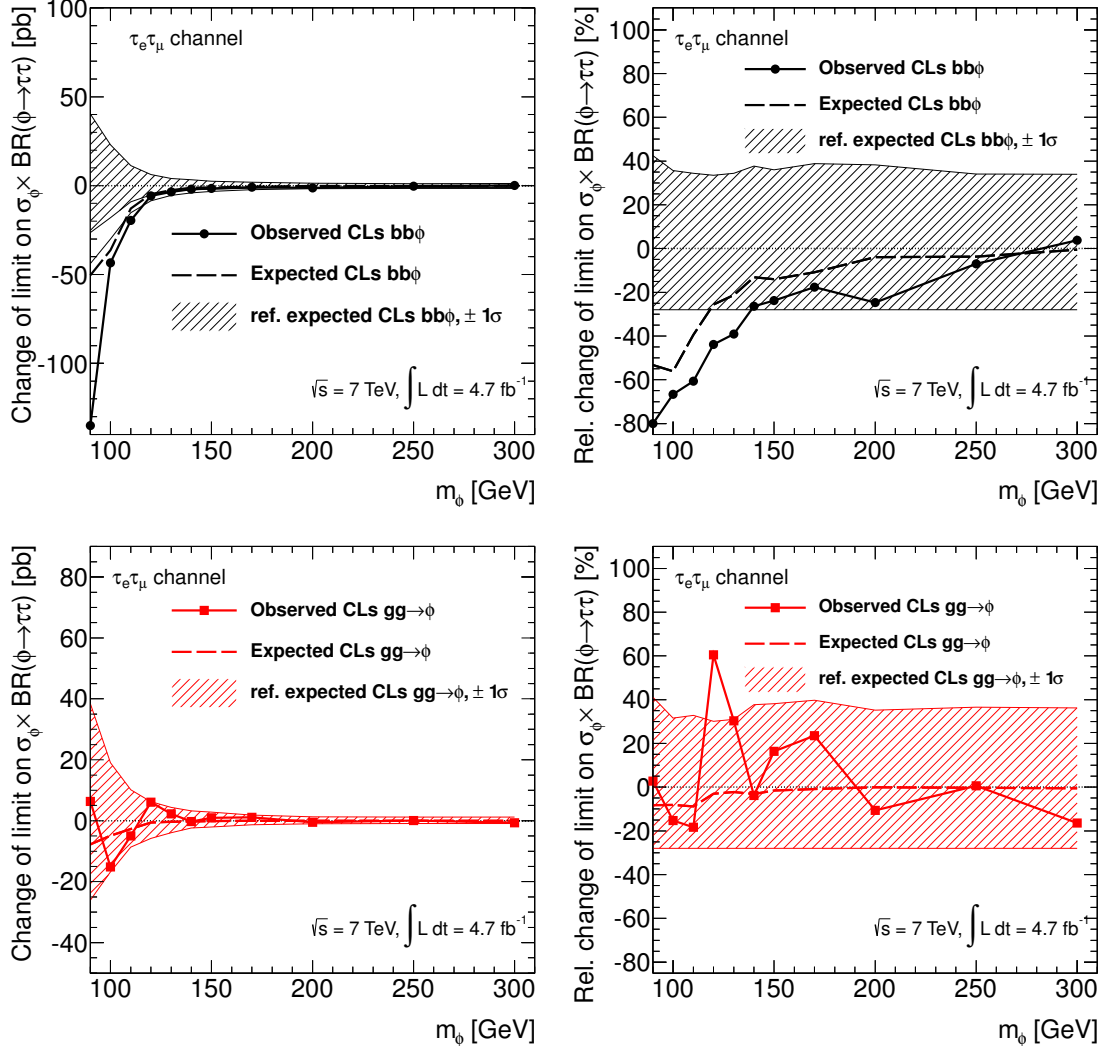 Change of limit on σϕ× BR(ϕ→ττ) [pb]
100
50
0
-50
-100
τeτμ channel
Observed CLs bbϕ
Expected CLs bbϕ
ref. expected CLs bbϕ, ± 1σ
√s = 7 TeV, ∫ L dt = 4.7 fb⁻¹
100 150 200 250 300
mϕ [GeV]
Rel. change of limit on σϕ× BR(ϕ→ττ) [%]
100
80
60
40
20
0
-20
-40
-60
-80
τeτμ channel
Observed CLs bbϕ
Expected CLs bbϕ
ref. expected CLs bbϕ, ± 1σ
√s = 7 TeV, ∫ L dt = 4.7 fb⁻¹
100 150 200 250 300
mϕ [GeV]
Change of limit on σϕ× BR(ϕ→ττ) [pb]
80
60
40
20
0
-20
-40
τeτμ channel
Observed CLs gg→ϕ
Expected CLs gg→ϕ
ref. expected CLs gg→ϕ, ± 1σ
√s = 7 TeV, ∫ L dt = 4.7 fb⁻¹
100 150 200 250 300
mϕ [GeV]
Rel. change of limit on σϕ× BR(ϕ→ττ) [%]
100
80
60
40
20
0
-20
-40
-60
-80
τeτμ channel
Observed CLs gg→ϕ
Expected CLs gg→ϕ
ref. expected CLs gg→ϕ, ± 1σ
√s = 7 TeV, ∫ L dt = 4.7 fb⁻¹
100 150 200 250 300
mϕ [GeV]